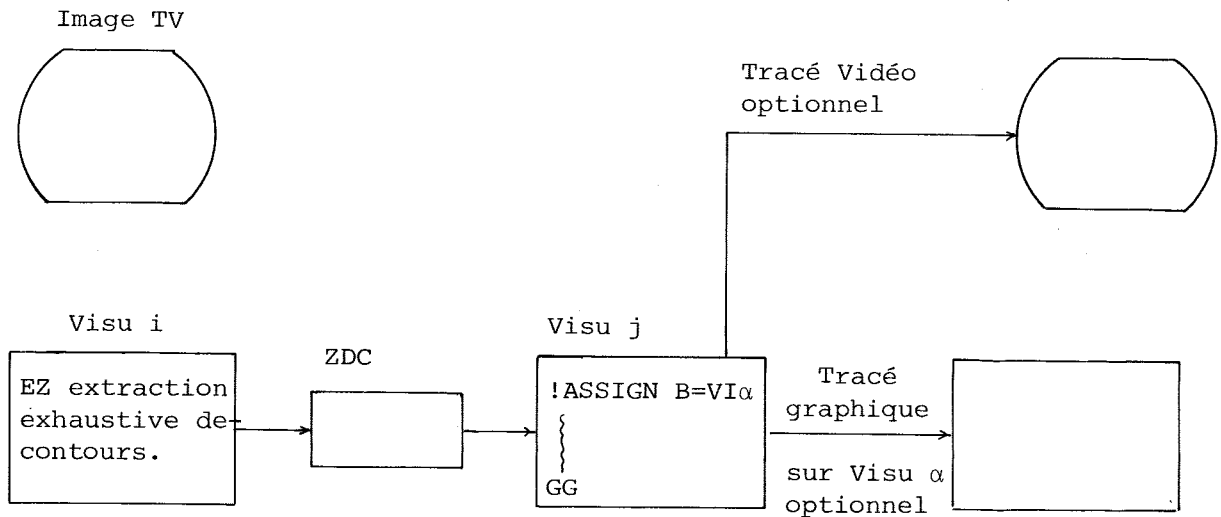 Image TV
Tracé Vidéo
optionnel
Visu i
EZ extraction
exhaustive de
contours.
ZDC
Visu j
!ASSIGN B=VIα
GG
Tracé
graphique
sur Visu α
optionnel